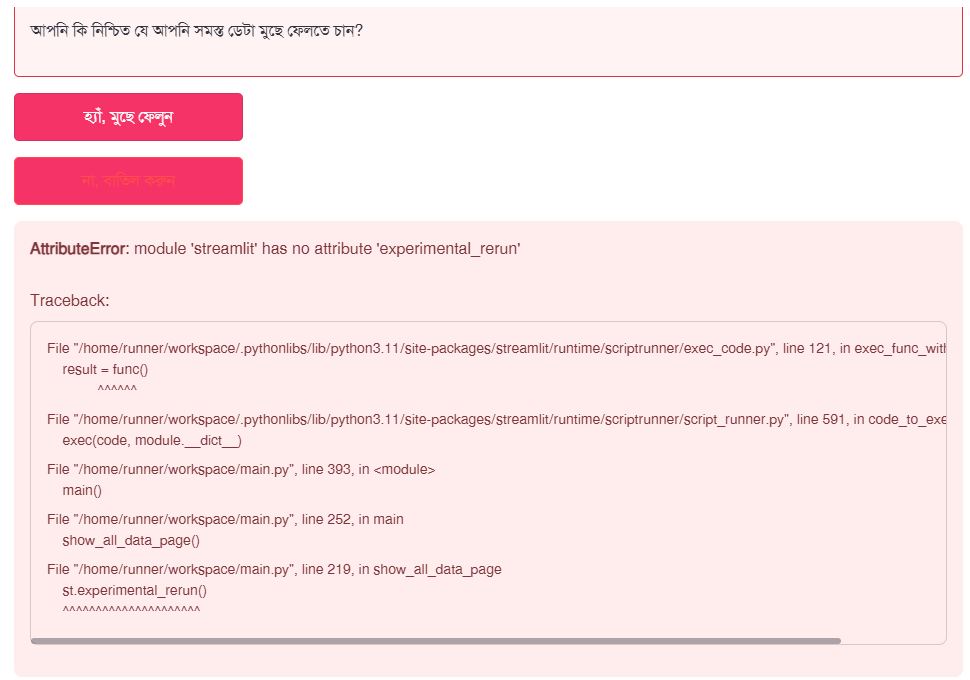 আপনি কি নিশ্চিত যে আপনি সমস্ত ডেটা মুছে ফেলতে চান?
হ্যাঁ, মুছে ফেলুন
না, বাতিল করুন
AttributeError: module 'streamlit' has no attribute 'experimental_rerun'
Traceback:
File "/home/runner/workspace/.pythonlibs/lib/python3.11/site-packages/streamlit/runtime/scriptrunner/exec_code.py", line 121, in exec_func_with
result = func()
^^^^^^
File "/home/runner/workspace/.pythonlibs/lib/python3.11/site-packages/streamlit/runtime/scriptrunner/script_runner.py", line 591, in code_to_exe
exec(code, module.__dict__)
File "/home/runner/workspace/main.py", line 393, in <module>
main()
File "/home/runner/workspace/main.py", line 252, in main
show_all_data_page()
File "/home/runner/workspace/main.py", line 219, in show_all_data_page
st.experimental_rerun()
^^^^^^^^^^^^^^^^^^^^^